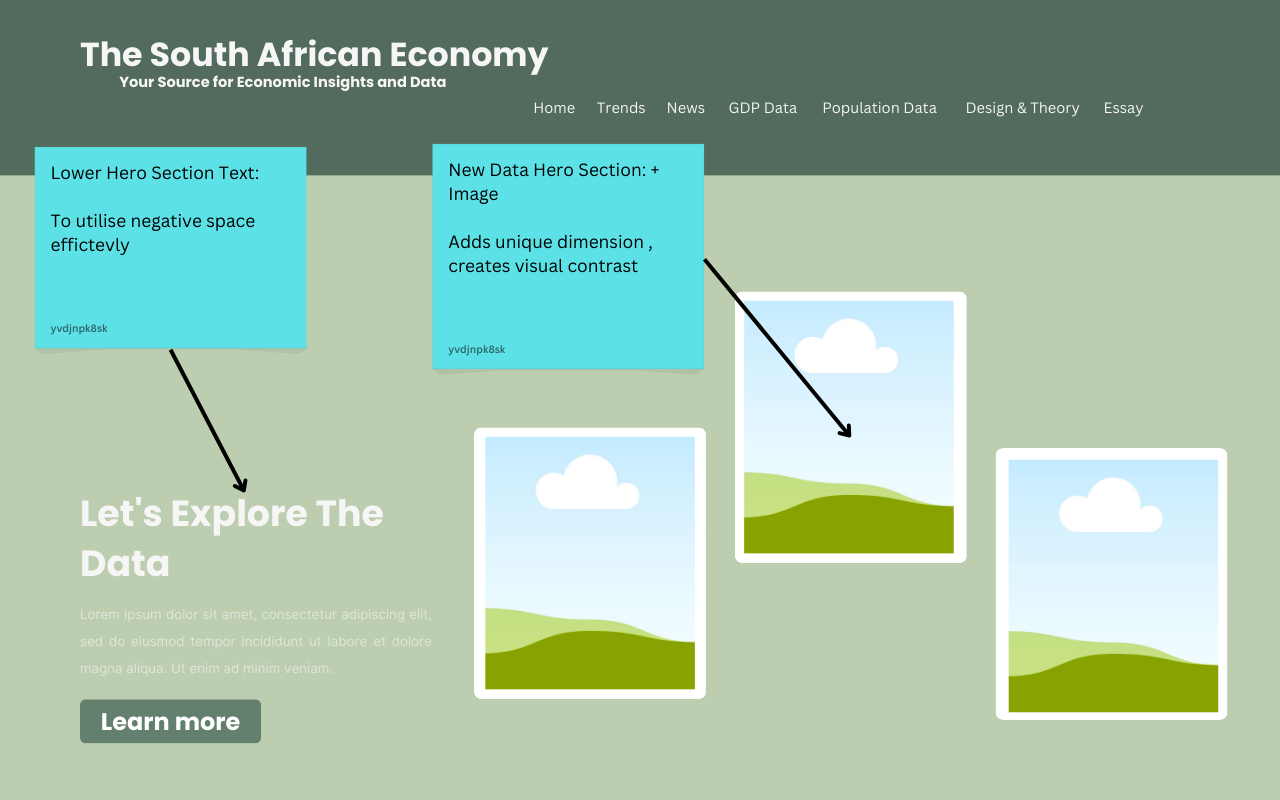 The South African Economy
Your Source for Economic Insights and Data
Home Trends News GDP Data Population Data Design & Theory Essay
Lower Hero Section Text:
To utilise negative space
effictevly
yvdjnpk8sk
New Data Hero Section: +
Image
Adds unique dimension ,
creates visual contrast
yvdjnpk8sk
Let's Explore The
Data
Lorem ipsum dolor sit amet, consectetur adipiscing elit,
sed do eiusmod tempor incididunt ut labore et dolore
magna aliqua. Ut enim ad minim veniam.
Learn more